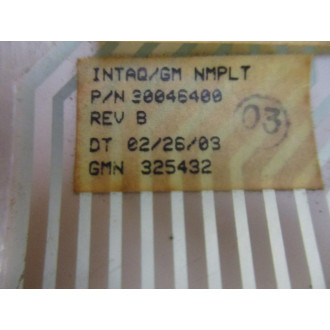 INTAQ/GM NMPLT
P/N 30046400
REV B
03
DT 02/26/03
GMN 325432